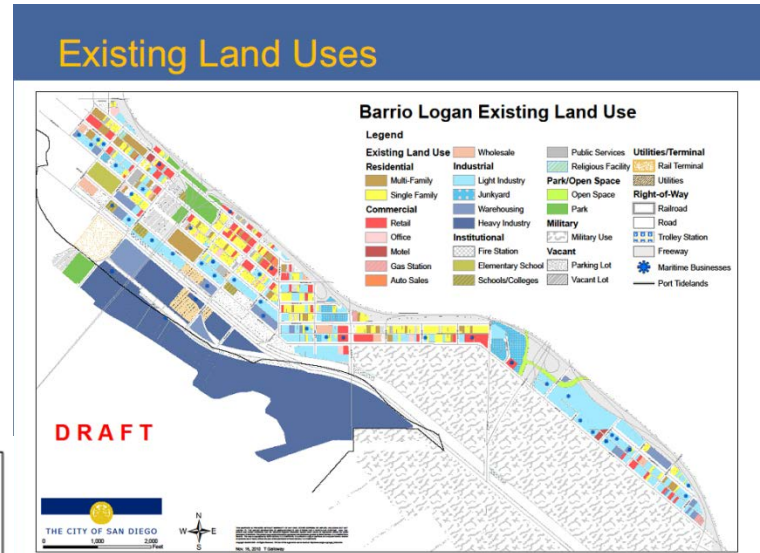 Existing Land Uses
Barrio Logan Existing Land Use
Legend
Existing Land Use
Residential
Multi-Family
Single Family
Commercial
Retail
Office
Motel
Gas Station
Auto Sales
Wholesale
Industrial
Light Industry
Junkyard
Warehousing
Heavy Industry
Institutional
Fire Station
Elementary School
Schools/Colleges
Public Services
Religious Facility
Park/Open Space
Open Space
Park
Military
Military Use
Vacant
Parking Lot
Vacant Lot
Utilities/Terminal
Rail Terminal
Utilities
Right-of-Way
Railroad
Road
Trolley Station
Freeway
Maritime Businesses
Port Tidelands
DRAFT
THE CITY OF SAN DIEGO
0 1,000 2,000
Feet
N
W E
S